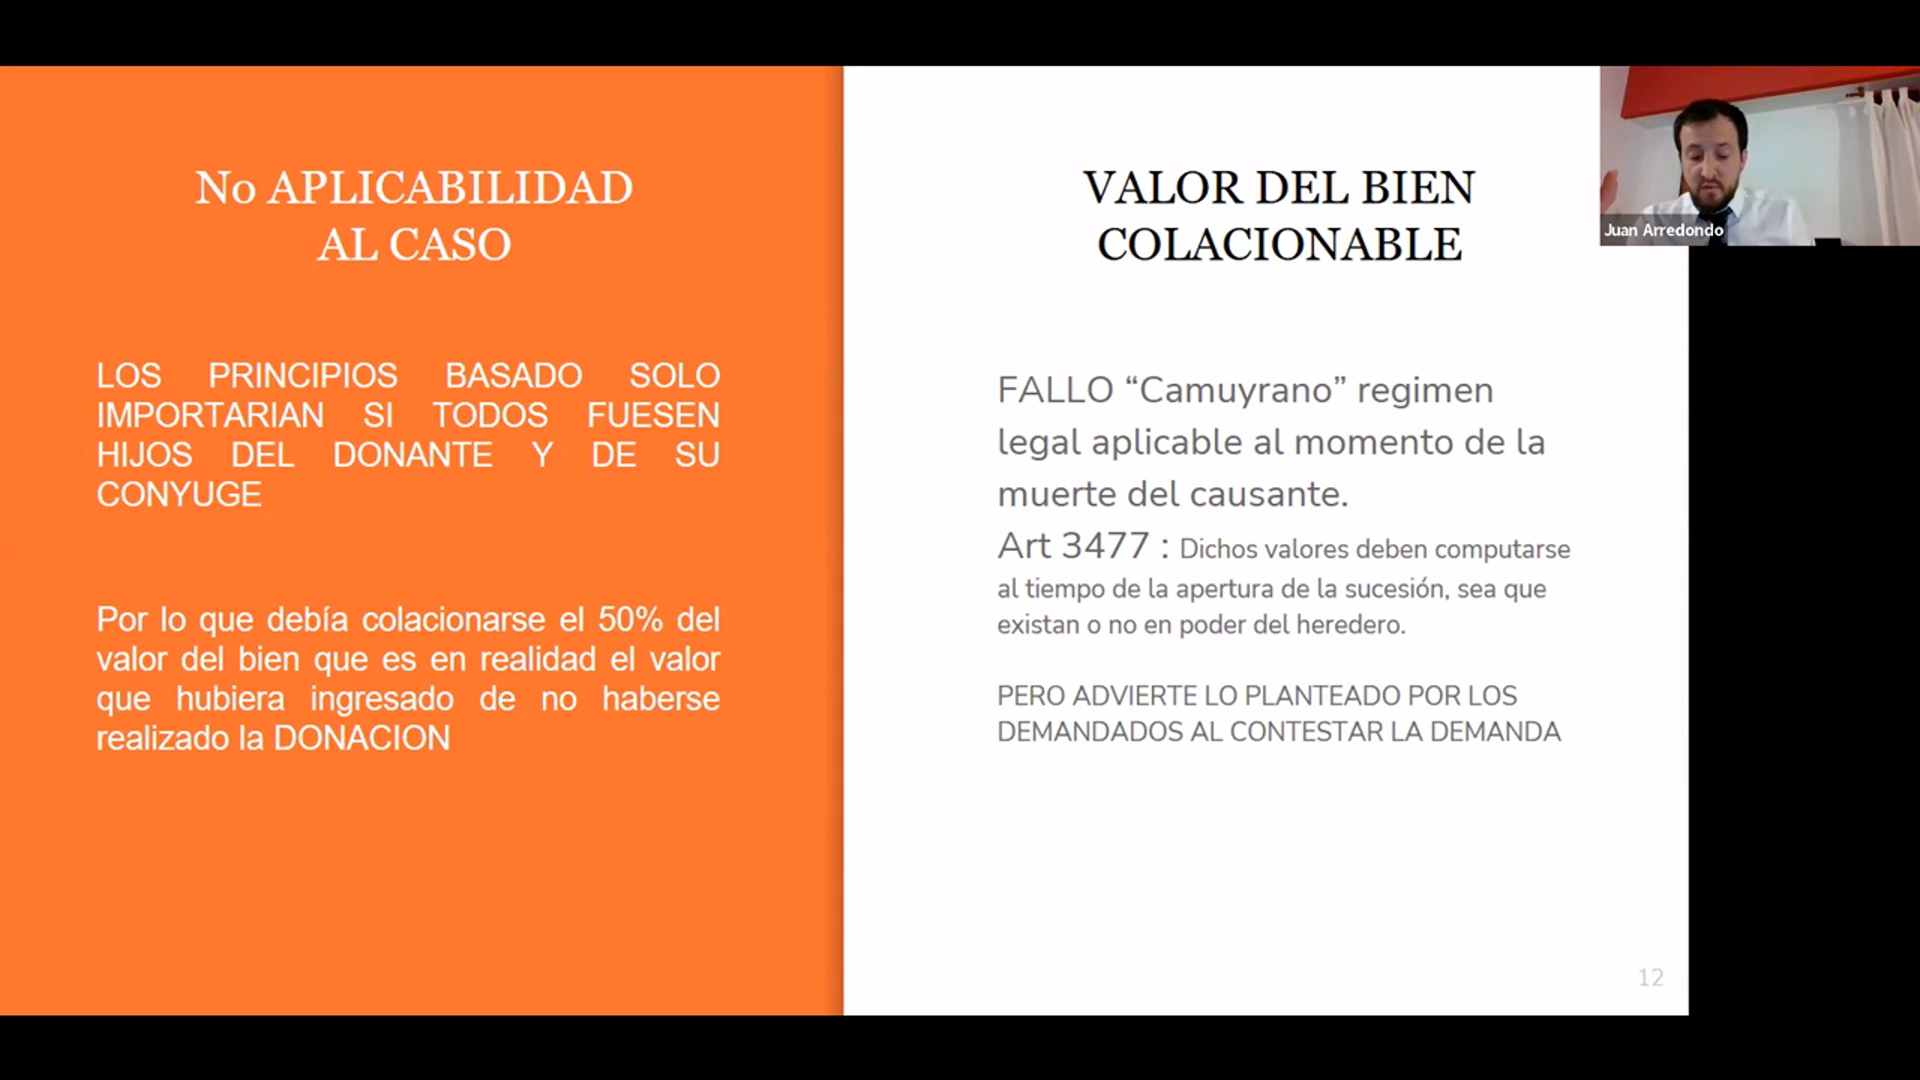 No APLICABILIDAD
AL CASO
LOS PRINCIPIOS BASADO SOLO
IMPORTARIAN SI TODOS FUESEN
HIJOS DEL DONANTE Y DE SU
CONYUGE
Por lo que debía colacionarse el 50% del
valor del bien que es en realidad el valor
que hubiera ingresado de no haberse
realizado la DONACION
VALOR DEL BIEN
COLACIONABLE
FALLO “Camuyrano” regimen
legal aplicable al momento de la
muerte del causante.
Art 3477 : Dichos valores deben computarse
al tiempo de la apertura de la sucesión, sea que
existan o no en poder del heredero.
PERO ADVIERTE LO PLANTEADO POR LOS
DEMANDADOS AL CONTESTAR LA DEMANDA
12
Juan Arredondo